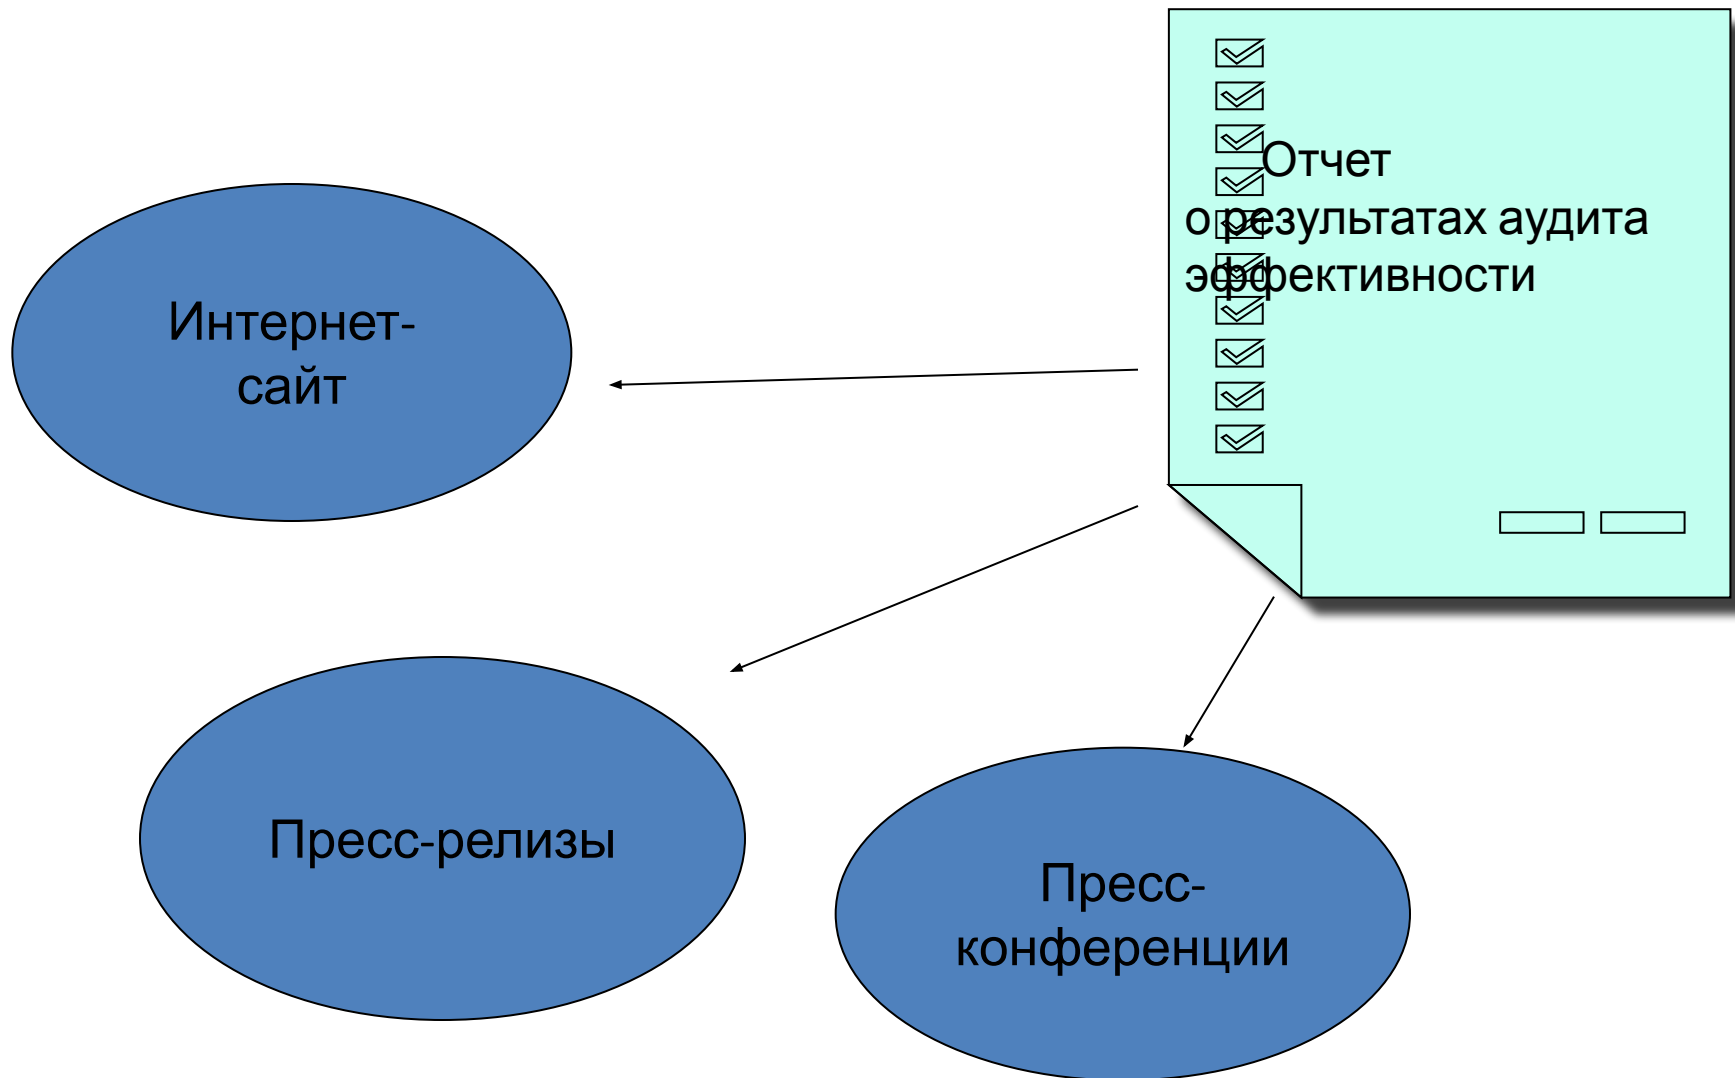 Отчет
о результатах аудита
эффективности
Интернет-
сайт
Пресс-релизы
Пресс-
конференции